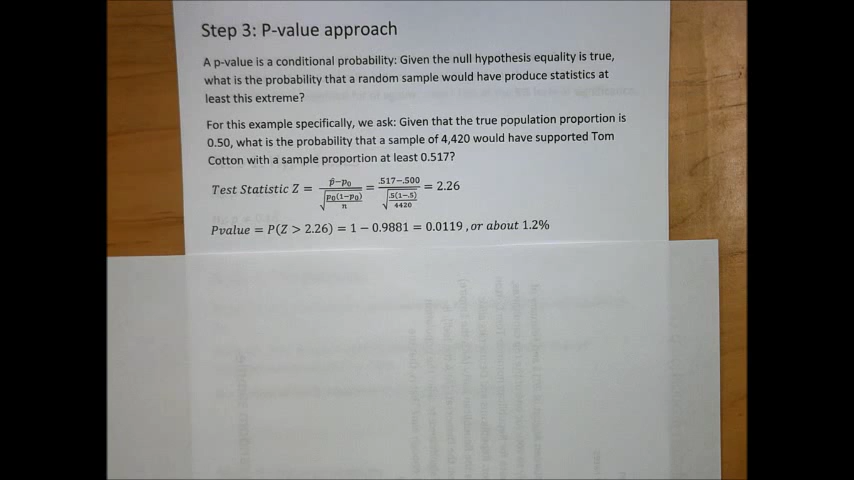 Step 3: P-value approach
A p-value is a conditional probability: Given the null hypothesis equality is true,
what is the probability that a random sample would have produce statistics at
least this extreme?
For this example specifically, we ask: Given that the true population proportion is
0.50, what is the probability that a sample of 4,420 would have supported Tom
Cotton with a sample proportion at least 0.517?
Test Statistic Z = (p̂−p₀)/√(p₀(1−p₀)/n) = (.517−.500)/√(.5(1−.5)/4420) = 2.26
Pvalue = P(Z > 2.26) = 1 − 0.9881 = 0.0119 , or about 1.2%